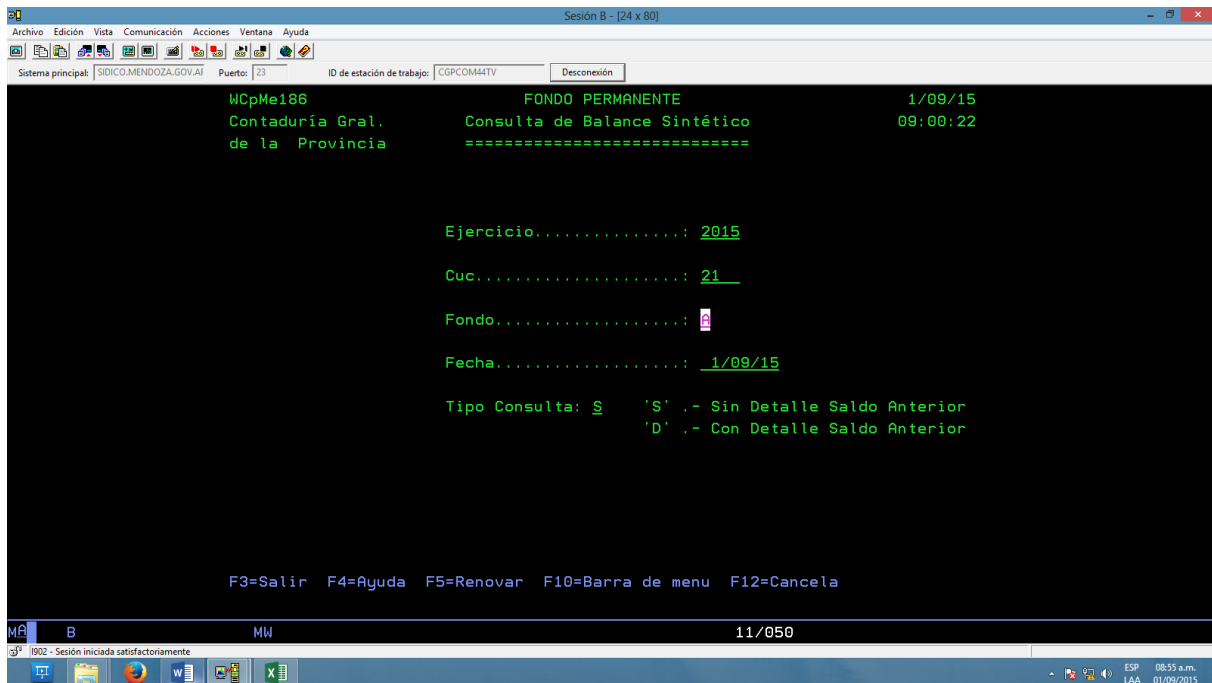 Sesión B - [24 x 80]
Archivo Edición Vista Comunicación Acciones Ventana Ayuda
Sistema principal: SIDICO.MENDOZA.GOV.AR Puerto: 23 ID de estación de trabajo: CGPCOM44TV Desconexión
WCpMe186 FONDO PERMANENTE 1/09/15
Contaduría Gral. Consulta de Balance Sintético 09:00:22
de la Provincia =============================
Ejercicio...............: 2015
Cuc.....................: 21
Fondo...................: A
Fecha...................: 1/09/15
Tipo Consulta: S 'S' .- Sin Detalle Saldo Anterior
'D' .- Con Detalle Saldo Anterior
F3=Salir F4=Ayuda F5=Renovar F10=Barra de menu F12=Cancela
MA B MW 11/050
I902 - Sesión iniciada satisfactoriamente
ESP 08:55 a.m.
LAA 01/09/2015